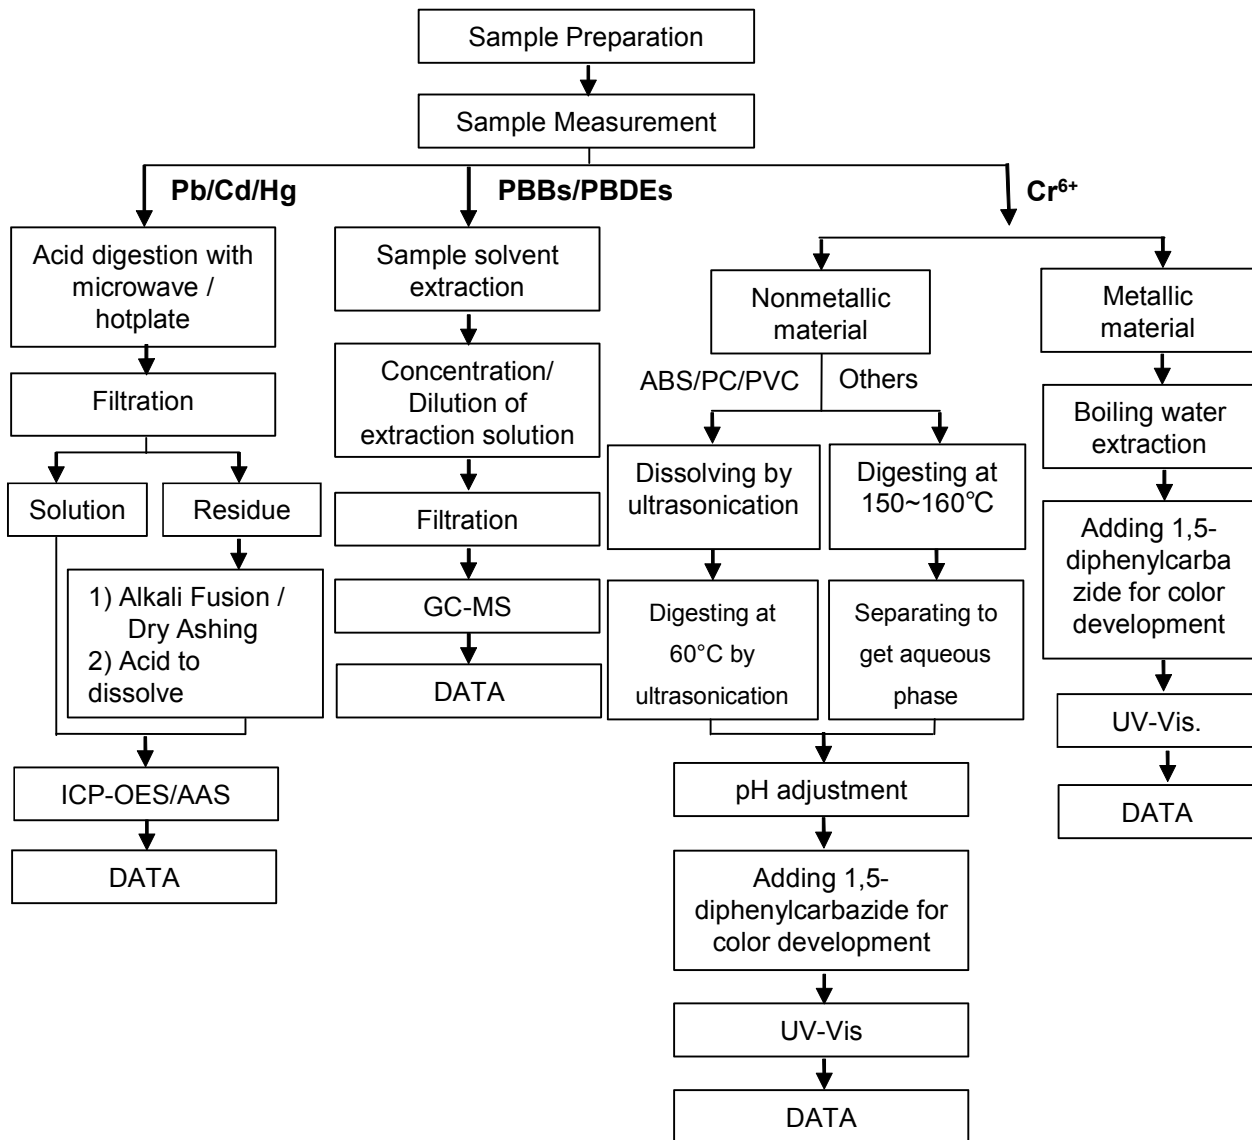 Sample Preparation
Sample Measurement
Pb/Cd/Hg
PBBs/PBDEs
Cr⁶⁺
Acid digestion with
microwave /
hotplate
Filtration
Solution
Residue
1) Alkali Fusion /
Dry Ashing
2) Acid to
dissolve
ICP-OES/AAS
DATA
Sample solvent
extraction
Concentration/
Dilution of
extraction solution
Filtration
GC-MS
DATA
Nonmetallic
material
ABS/PC/PVC
Others
Dissolving by
ultrasonication
Digesting at
60°C by
ultrasonication
Digesting at
150~160℃
Separating to
get aqueous
phase
pH adjustment
Adding 1,5-
diphenylcarbazide for
color development
UV-Vis
DATA
Metallic
material
Boiling water
extraction
Adding 1,5-
diphenylcarba
zide for color
development
UV-Vis.
DATA